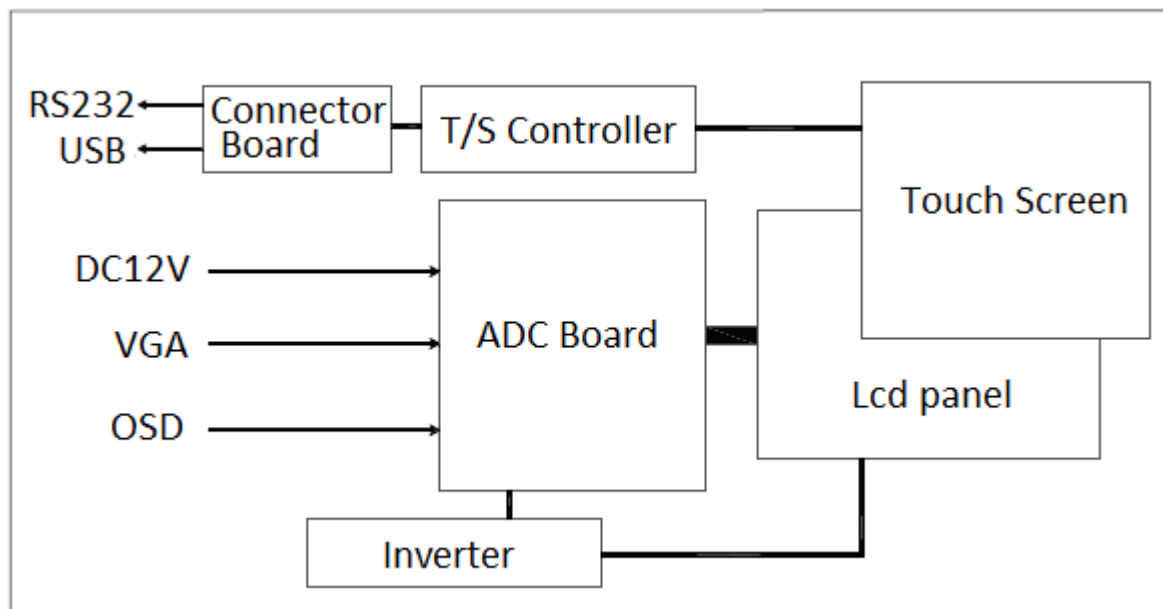 RS232
USB
Connector
Board
T/S Controller
Touch Screen
DC12V
VGA
OSD
ADC Board
Lcd panel
Inverter